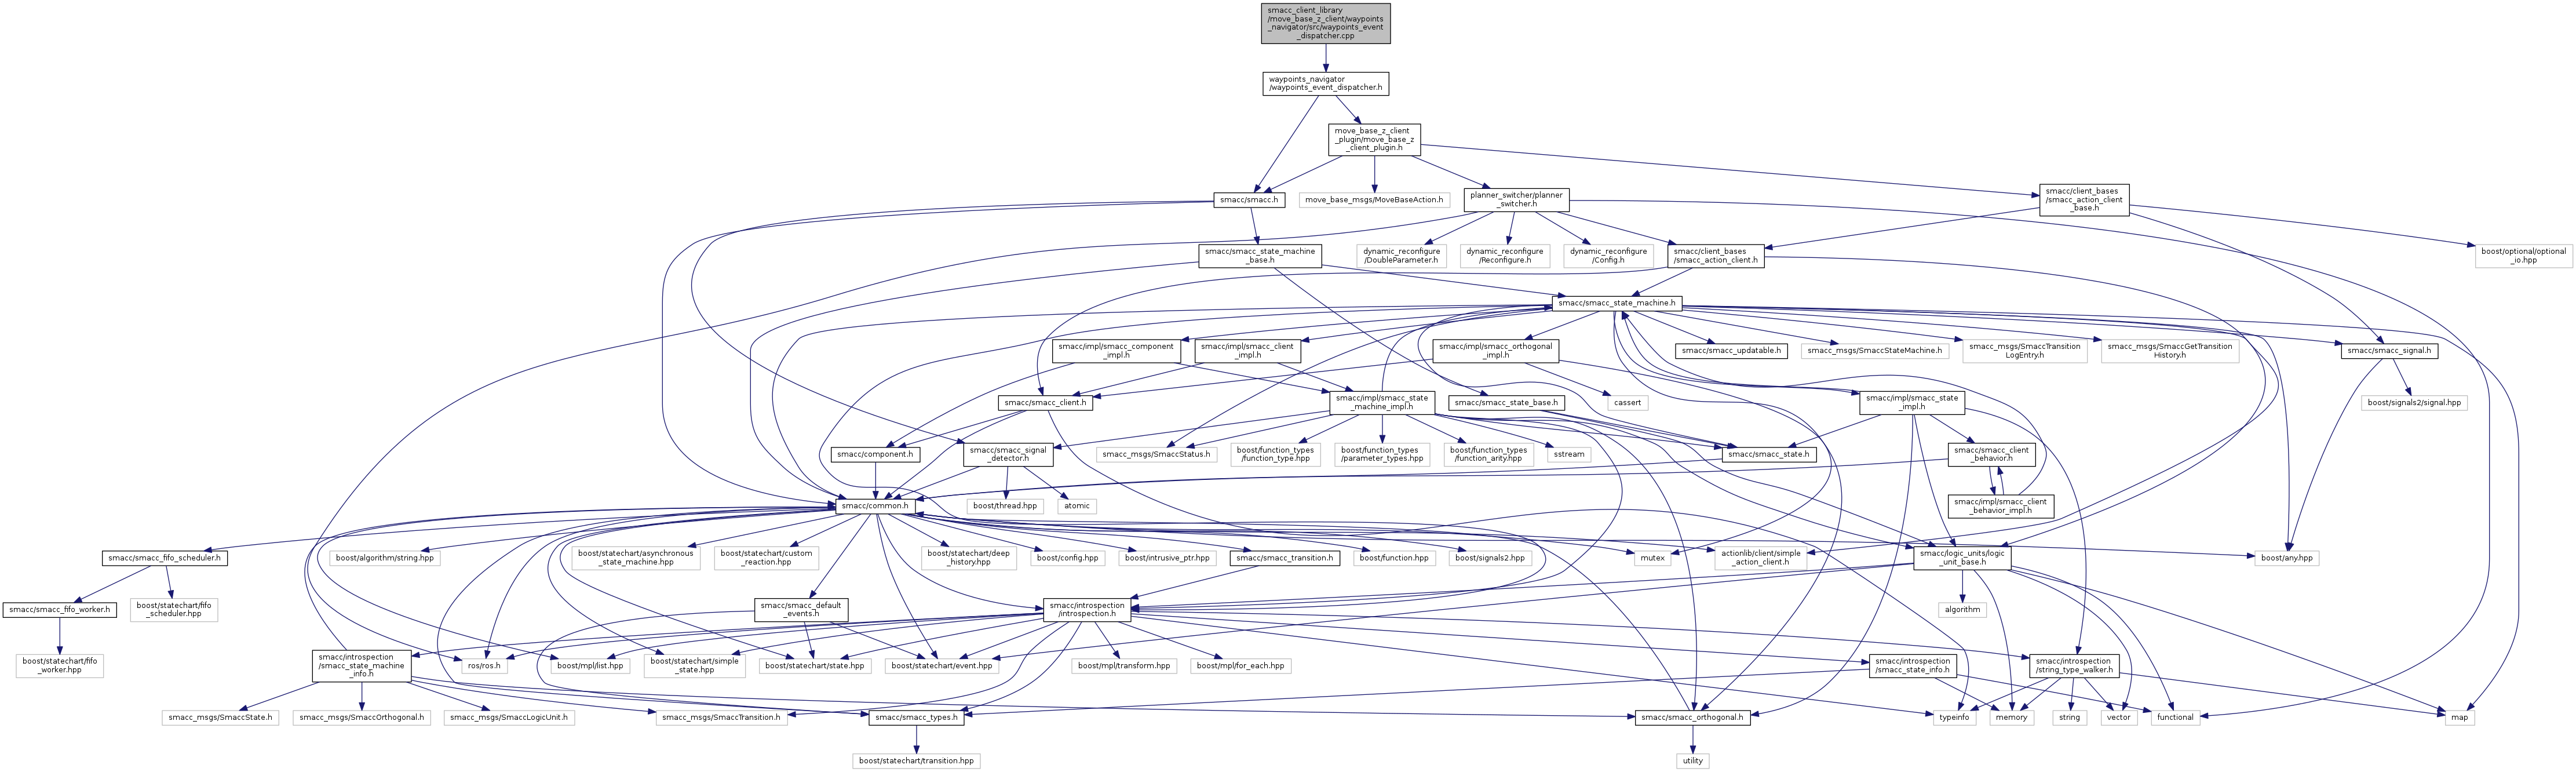 smacc_client_library
/move_base_z_client/waypoints
_navigator/src/waypoints_event
_dispatcher.cpp
waypoints_navigator
/waypoints_event_dispatcher.h
move_base_z_client
_plugin/move_base_z
_client_plugin.h
smacc/smacc.h
move_base_msgs/MoveBaseAction.h
planner_switcher/planner
_switcher.h
smacc/client_bases
/smacc_action_client
_base.h
smacc/smacc_state_machine
_base.h
dynamic_reconfigure
/DoubleParameter.h
dynamic_reconfigure
/Reconfigure.h
dynamic_reconfigure
/Config.h
smacc/client_bases
/smacc_action_client.h
boost/optional/optional
_io.hpp
smacc/smacc_state_machine.h
smacc/impl/smacc_component
_impl.h
smacc/impl/smacc_client
_impl.h
smacc/impl/smacc_orthogonal
_impl.h
smacc/smacc_updatable.h
smacc_msgs/SmaccStateMachine.h
smacc_msgs/SmaccTransition
LogEntry.h
smacc_msgs/SmaccGetTransition
History.h
smacc/smacc_signal.h
smacc/smacc_client.h
smacc/impl/smacc_state
_machine_impl.h
smacc/smacc_state_base.h
cassert
smacc/impl/smacc_state
_impl.h
boost/signals2/signal.hpp
smacc/component.h
smacc/smacc_signal
_detector.h
smacc_msgs/SmaccStatus.h
boost/function_types
/function_type.hpp
boost/function_types
/parameter_types.hpp
boost/function_types
/function_arity.hpp
sstream
smacc/smacc_state.h
smacc/smacc_client
_behavior.h
smacc/common.h
boost/thread.hpp
atomic
smacc/impl/smacc_client
_behavior_impl.h
smacc/smacc_fifo_scheduler.h
boost/algorithm/string.hpp
boost/statechart/asynchronous
_state_machine.hpp
boost/statechart/custom
_reaction.hpp
boost/statechart/deep
_history.hpp
boost/config.hpp
boost/intrusive_ptr.hpp
smacc/smacc_transition.h
boost/function.hpp
boost/signals2.hpp
mutex
actionlib/client/simple
_action_client.h
smacc/logic_units/logic
_unit_base.h
boost/any.hpp
smacc/smacc_fifo_worker.h
boost/statechart/fifo
_scheduler.hpp
smacc/smacc_default
_events.h
smacc/introspection
/introspection.h
algorithm
boost/statechart/fifo
_worker.hpp
smacc/introspection
/smacc_state_machine
_info.h
ros/ros.h
boost/mpl/list.hpp
boost/statechart/simple
_state.hpp
boost/statechart/state.hpp
boost/statechart/event.hpp
boost/mpl/transform.hpp
boost/mpl/for_each.hpp
smacc/introspection
/smacc_state_info.h
smacc/introspection
/string_type_walker.h
smacc_msgs/SmaccState.h
smacc_msgs/SmaccOrthogonal.h
smacc_msgs/SmaccLogicUnit.h
smacc_msgs/SmaccTransition.h
smacc/smacc_types.h
smacc/smacc_orthogonal.h
typeinfo
memory
string
vector
functional
map
boost/statechart/transition.hpp
utility